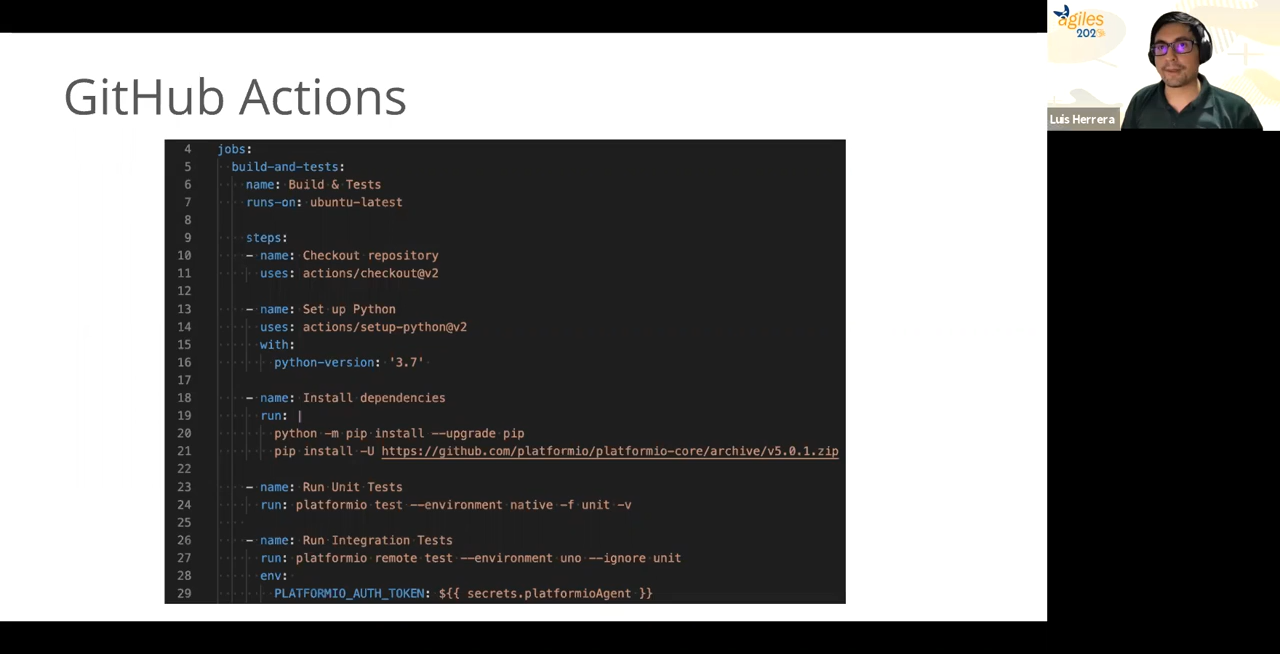 GitHub Actions
4 jobs:
5 build-and-tests:
6 name: Build & Tests
7 runs-on: ubuntu-latest
8
9 steps:
10 - name: Checkout repository
11 uses: actions/checkout@v2
12
13 - name: Set up Python
14 uses: actions/setup-python@v2
15 with:
16 python-version: '3.7'
17
18 - name: Install dependencies
19 run: |
20 python -m pip install --upgrade pip
21 pip install -U https://github.com/platformio/platformio-core/archive/v5.0.1.zip
22
23 - name: Run Unit Tests
24 run: platformio test --environment native -f unit -v
25
26 - name: Run Integration Tests
27 run: platformio remote test --environment uno --ignore unit
28 env:
29 PLATFORMIO_AUTH_TOKEN: ${{ secrets.platformioAgent }}
agiles
Luis Herrera